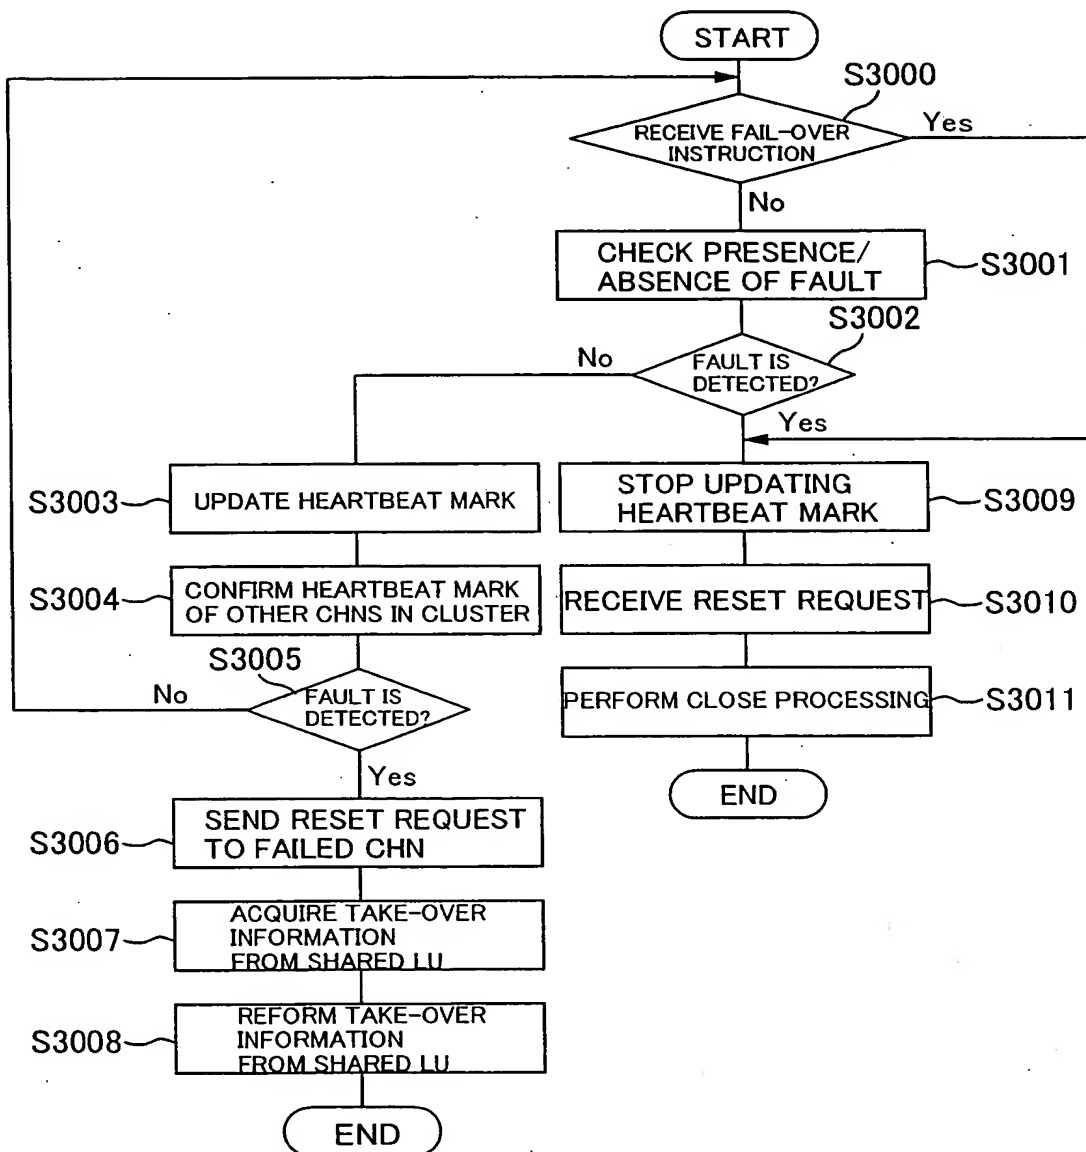 START
S3000
RECEIVE FAIL-OVER
INSTRUCTION
Yes
No
CHECK PRESENCE/
ABSENCE OF FAULT
S3001
S3002
No
FAULT IS
DETECTED?
Yes
S3003
UPDATE HEARTBEAT MARK
STOP UPDATING
HEARTBEAT MARK
S3009
S3004
CONFIRM HEARTBEAT MARK
OF OTHER CHNS IN CLUSTER
RECEIVE RESET REQUEST
S3010
S3005
No
FAULT IS
DETECTED?
Yes
PERFORM CLOSE PROCESSING
S3011
END
S3006
SEND RESET REQUEST
TO FAILED CHN
S3007
ACQUIRE TAKE-OVER
INFORMATION
FROM SHARED LU
S3008
REFORM TAKE-OVER
INFORMATION
FROM SHARED LU
END